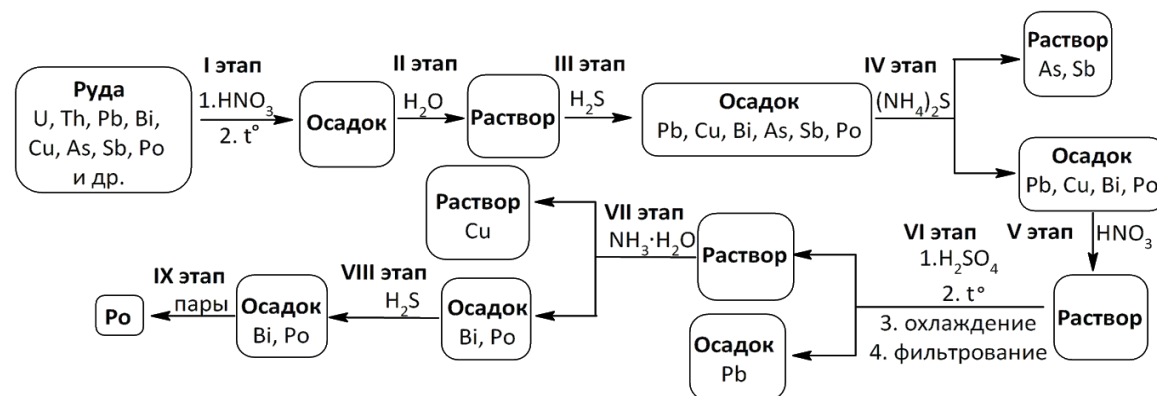 Руда
U, Th, Pb, Bi,
Cu, As, Sb, Po
и др.
I этап
1.HNO₃
2. t°
Осадок
II этап
H₂O
Раствор
III этап
H₂S
Осадок
Pb, Cu, Bi, As, Sb, Po
IV этап
(NH₄)₂S
Раствор
As, Sb
Осадок
Pb, Cu, Bi, Po
V этап
HNO₃
Раствор
VI этап
1.H₂SO₄
2. t°
3. охлаждение
4. фильтрование
Раствор
Осадок
Pb
VII этап
NH₃·H₂O
Раствор
Cu
Осадок
Bi, Po
VIII этап
H₂S
Осадок
Bi, Po
IX этап
пары
Po